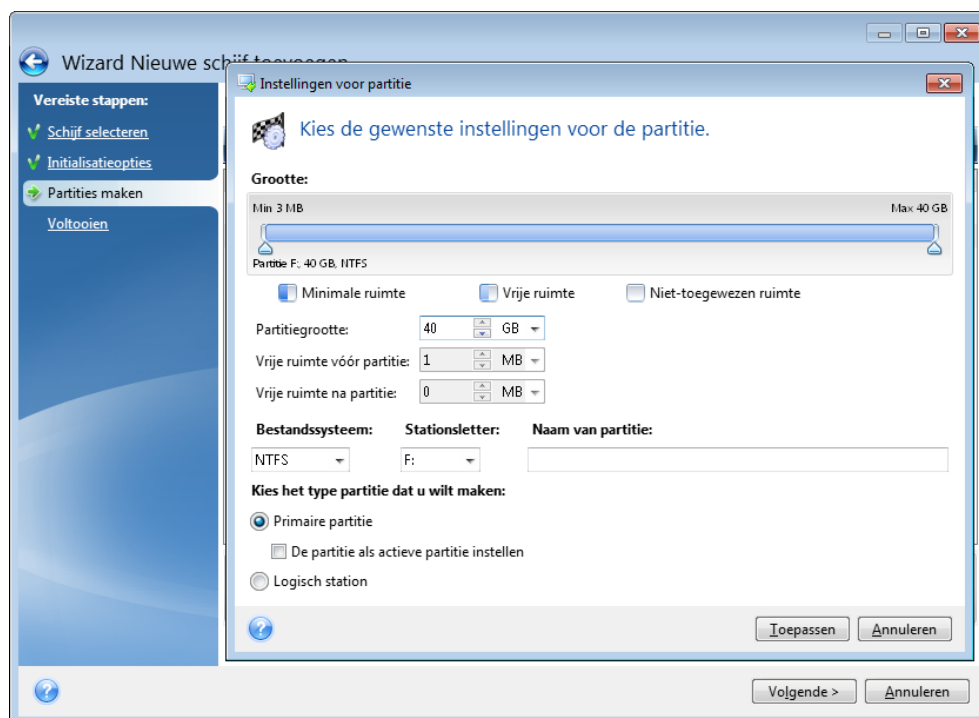 Wizard Nieuwe schijf toevoegen
Vereiste stappen:
Schijf selecteren
Initialisatieopties
Partities maken
Voltooien
Instellingen voor partitie
Kies de gewenste instellingen voor de partitie.
Grootte:
Min 3 MB Max 40 GB
Partitie F:, 40 GB, NTFS
Minimale ruimte Vrije ruimte Niet-toegewezen ruimte
Partitiegrootte: 40 GB
Vrije ruimte vóór partitie: 1 MB
Vrije ruimte na partitie: 0 MB
Bestandssysteem: Stationsletter: Naam van partitie:
NTFS F:
Kies het type partitie dat u wilt maken:
Primaire partitie
De partitie als actieve partitie instellen
Logisch station
Toepassen Annuleren
Volgende > Annuleren